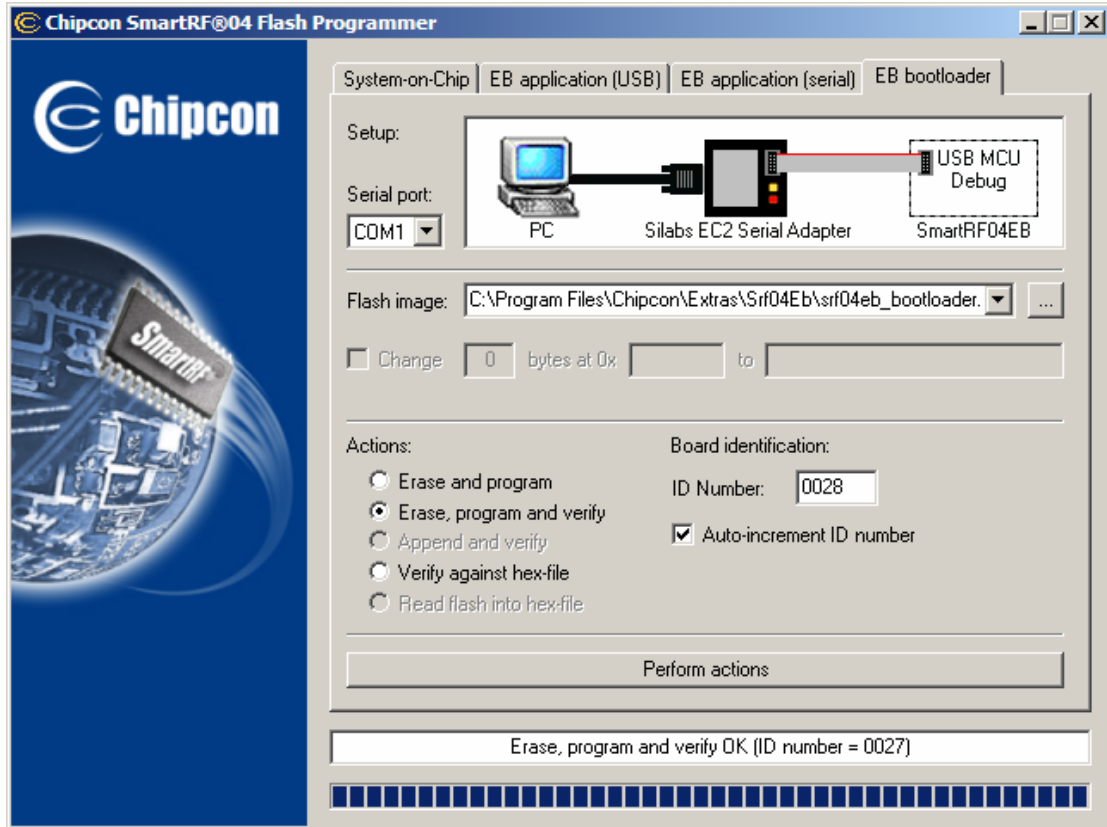 Chipcon SmartRF®04 Flash Programmer
Chipcon
SmartRF
System-on-Chip EB application (USB) EB application (serial) EB bootloader
Setup:
USB MCU
Debug
Serial port:
COM1
PC Silabs EC2 Serial Adapter SmartRF04EB
Flash image: C:\Program Files\Chipcon\Extras\Srf04Eb\srf04eb_bootloader. ...
Change 0 bytes at 0x to
Actions:
Erase and program
Erase, program and verify
Append and verify
Verify against hex-file
Read flash into hex-file
Board identification:
ID Number: 0028
Auto-increment ID number
Perform actions
Erase, program and verify OK (ID number = 0027)